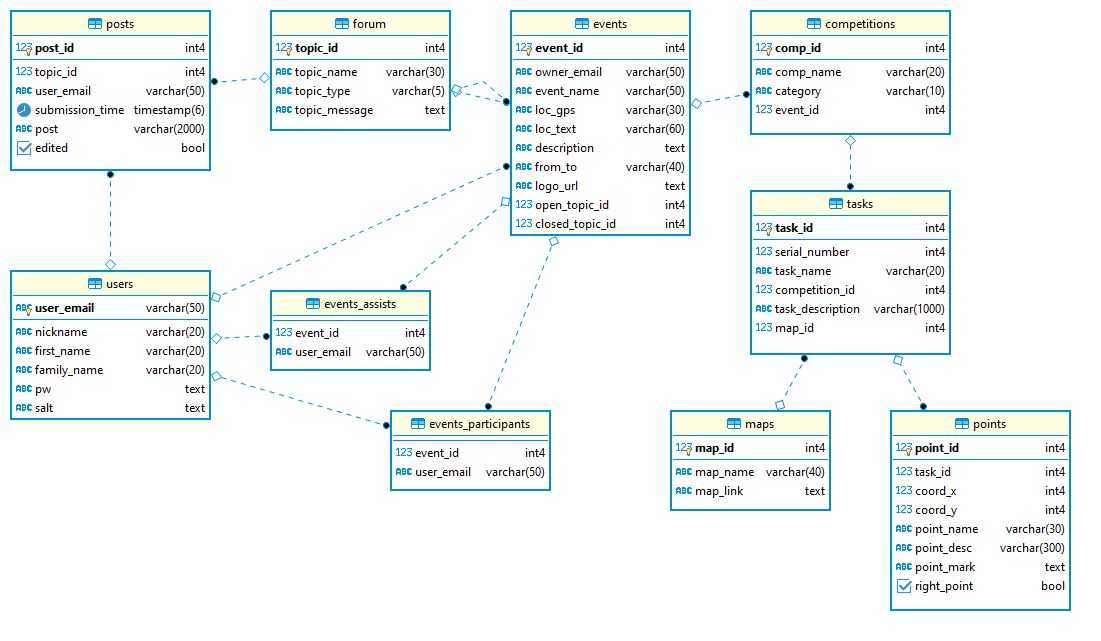 posts
123 post_id int4
123 topic_id int4
ABC user_email varchar(50)
submission_time timestamp(6)
ABC post varchar(2000)
edited bool
forum
123 topic_id int4
ABC topic_name varchar(30)
ABC topic_type varchar(5)
ABC topic_message text
events
123 event_id int4
ABC owner_email varchar(50)
ABC event_name varchar(50)
ABC loc_gps varchar(30)
ABC loc_text varchar(60)
ABC description text
ABC from_to varchar(40)
ABC logo_url text
123 open_topic_id int4
123 closed_topic_id int4
competitions
123 comp_id int4
ABC comp_name varchar(20)
ABC category varchar(10)
123 event_id int4
tasks
123 task_id int4
123 serial_number int4
ABC task_name varchar(20)
123 competition_id int4
ABC task_description varchar(1000)
123 map_id int4
users
ABC user_email varchar(50)
ABC nickname varchar(20)
ABC first_name varchar(20)
ABC family_name varchar(20)
ABC pw text
ABC salt text
events_assists
123 event_id int4
ABC user_email varchar(50)
events_participants
123 event_id int4
ABC user_email varchar(50)
maps
123 map_id int4
ABC map_name varchar(40)
ABC map_link text
points
123 point_id int4
123 task_id int4
123 coord_x int4
123 coord_y int4
ABC point_name varchar(30)
ABC point_desc varchar(300)
ABC point_mark text
right_point bool